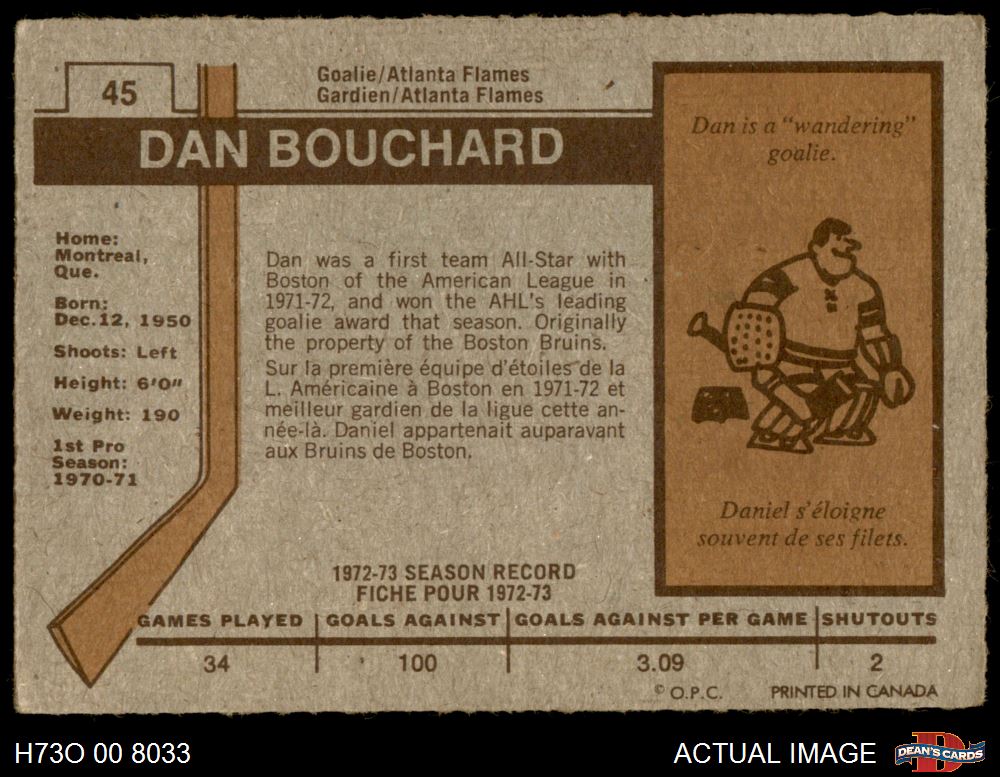 45
Goalie/Atlanta Flames
Gardien/Atlanta Flames
DAN BOUCHARD
Home:
Montreal,
Que.
Born:
Dec.12, 1950
Shoots: Left
Height: 6'0"
Weight: 190
1st Pro
Season:
1970-71
Dan was a first team All-Star with
Boston of the American League in
1971-72, and won the AHL's leading
goalie award that season. Originally
the property of the Boston Bruins.
Sur la première équipe d'étoiles de la
L. Américaine à Boston en 1971-72 et
meilleur gardien de la ligue cette an-
née-là. Daniel appartenait auparavant
aux Bruins de Boston.
Dan is a "wandering"
goalie.
Daniel s'éloigne
souvent de ses filets.
1972-73 SEASON RECORD
FICHE POUR 1972-73
GAMES PLAYED GOALS AGAINST GOALS AGAINST PER GAME SHUTOUTS
34 100 3.09 2
© O.P.C. PRINTED IN CANADA
H73O 00 8033
ACTUAL IMAGE
D
DEAN'S CARDS